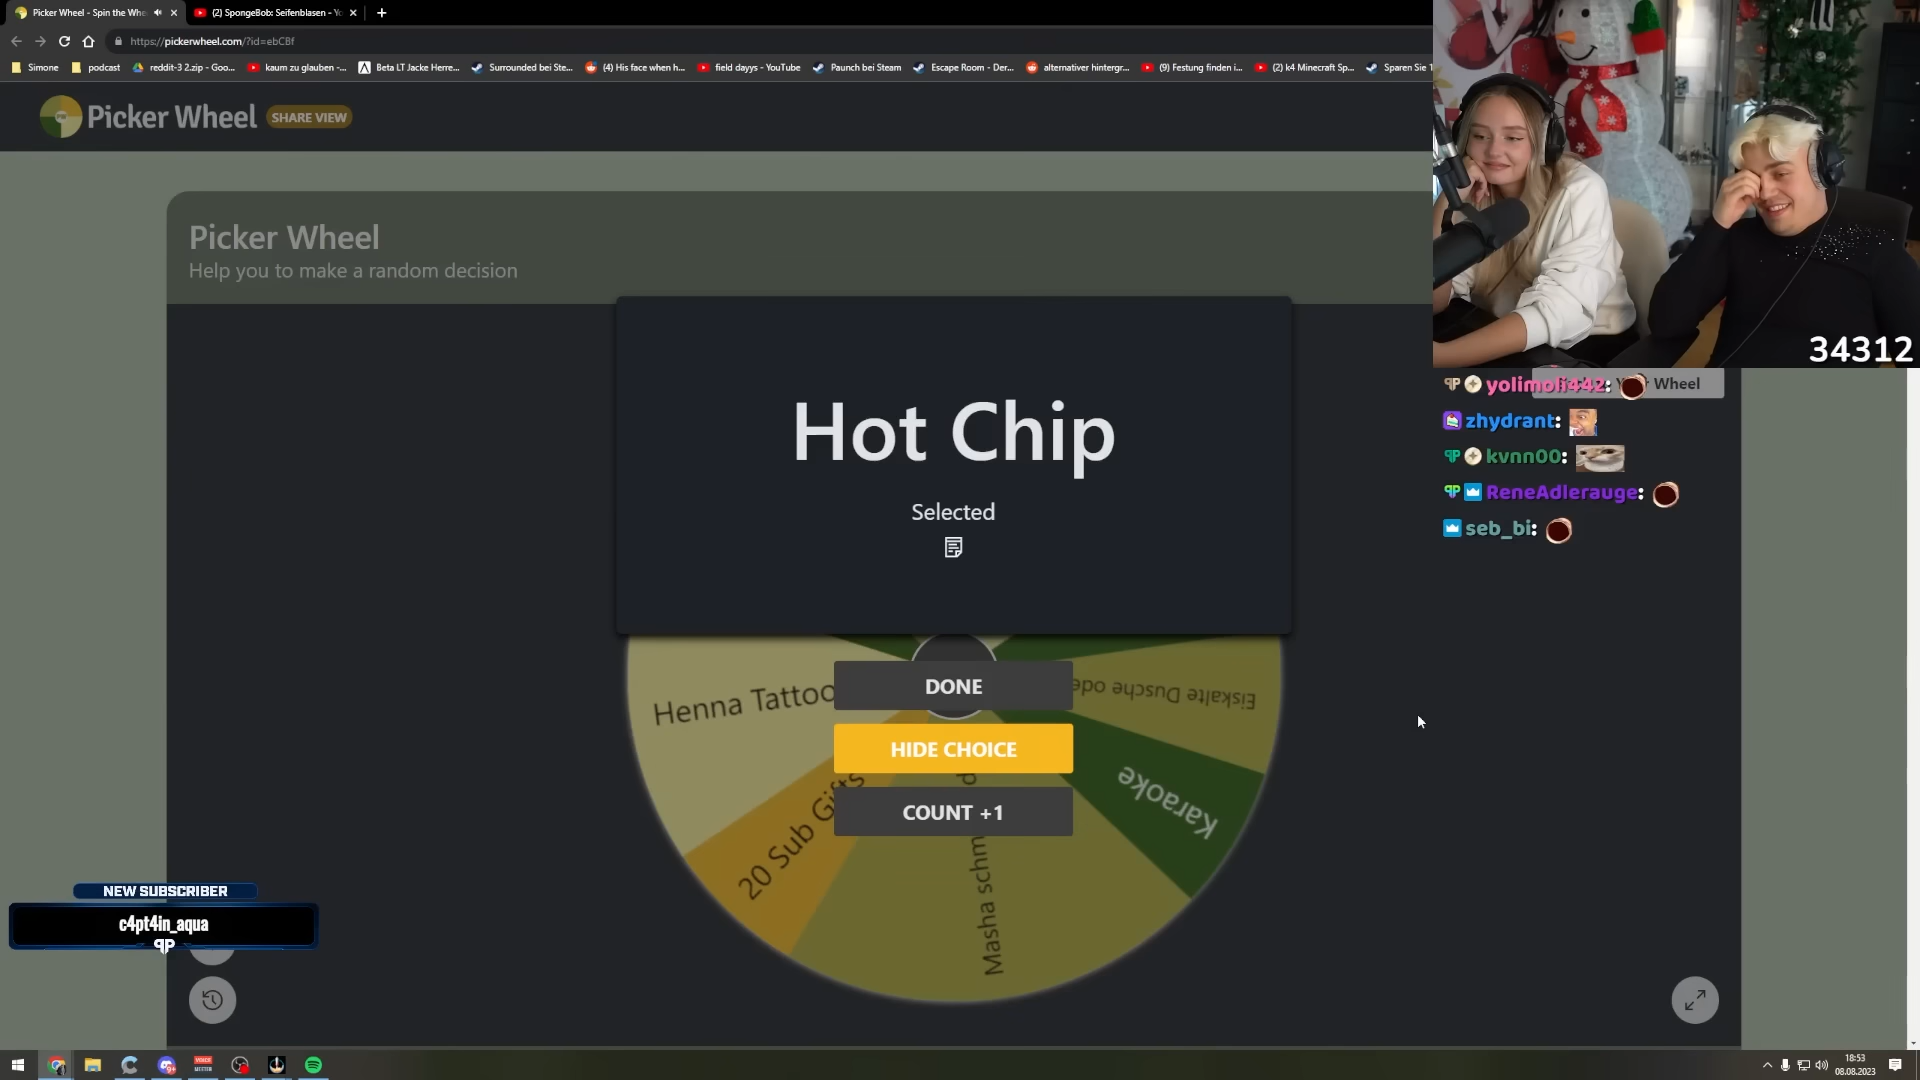 Picker Wheel - Spin the Whe
(2) SpongeBob: Seifenblasen - Yo
https://pickerwheel.com/?id=ebCBf
Simone
podcast
reddit-3 2.zip - Goo...
kaum zu glauben -...
Beta LT Jacke Herre...
Surrounded bei Ste...
(4) His face when h...
field dayys - YouTube
Paunch bei Steam
Escape Room - Der...
alternativer hintergr...
(9) Festung finden i...
(2) k4 Minecraft Sp...
Sparen Sie 1
Picker Wheel
SHARE VIEW
Picker Wheel
Help you to make a random decision
34312
Wheel
yolimoli442:
zhydrant:
kvnn00:
ReneAdlerauge:
seb_bi:
Hot Chip
Selected
DONE
HIDE CHOICE
COUNT +1
Henna Tattoo
20 Sub Gifts
Masha schm
Karaoke
Eiskalte Dusche ode
NEW SUBSCRIBER
c4pt4in_aqua
18:53
08.08.2023